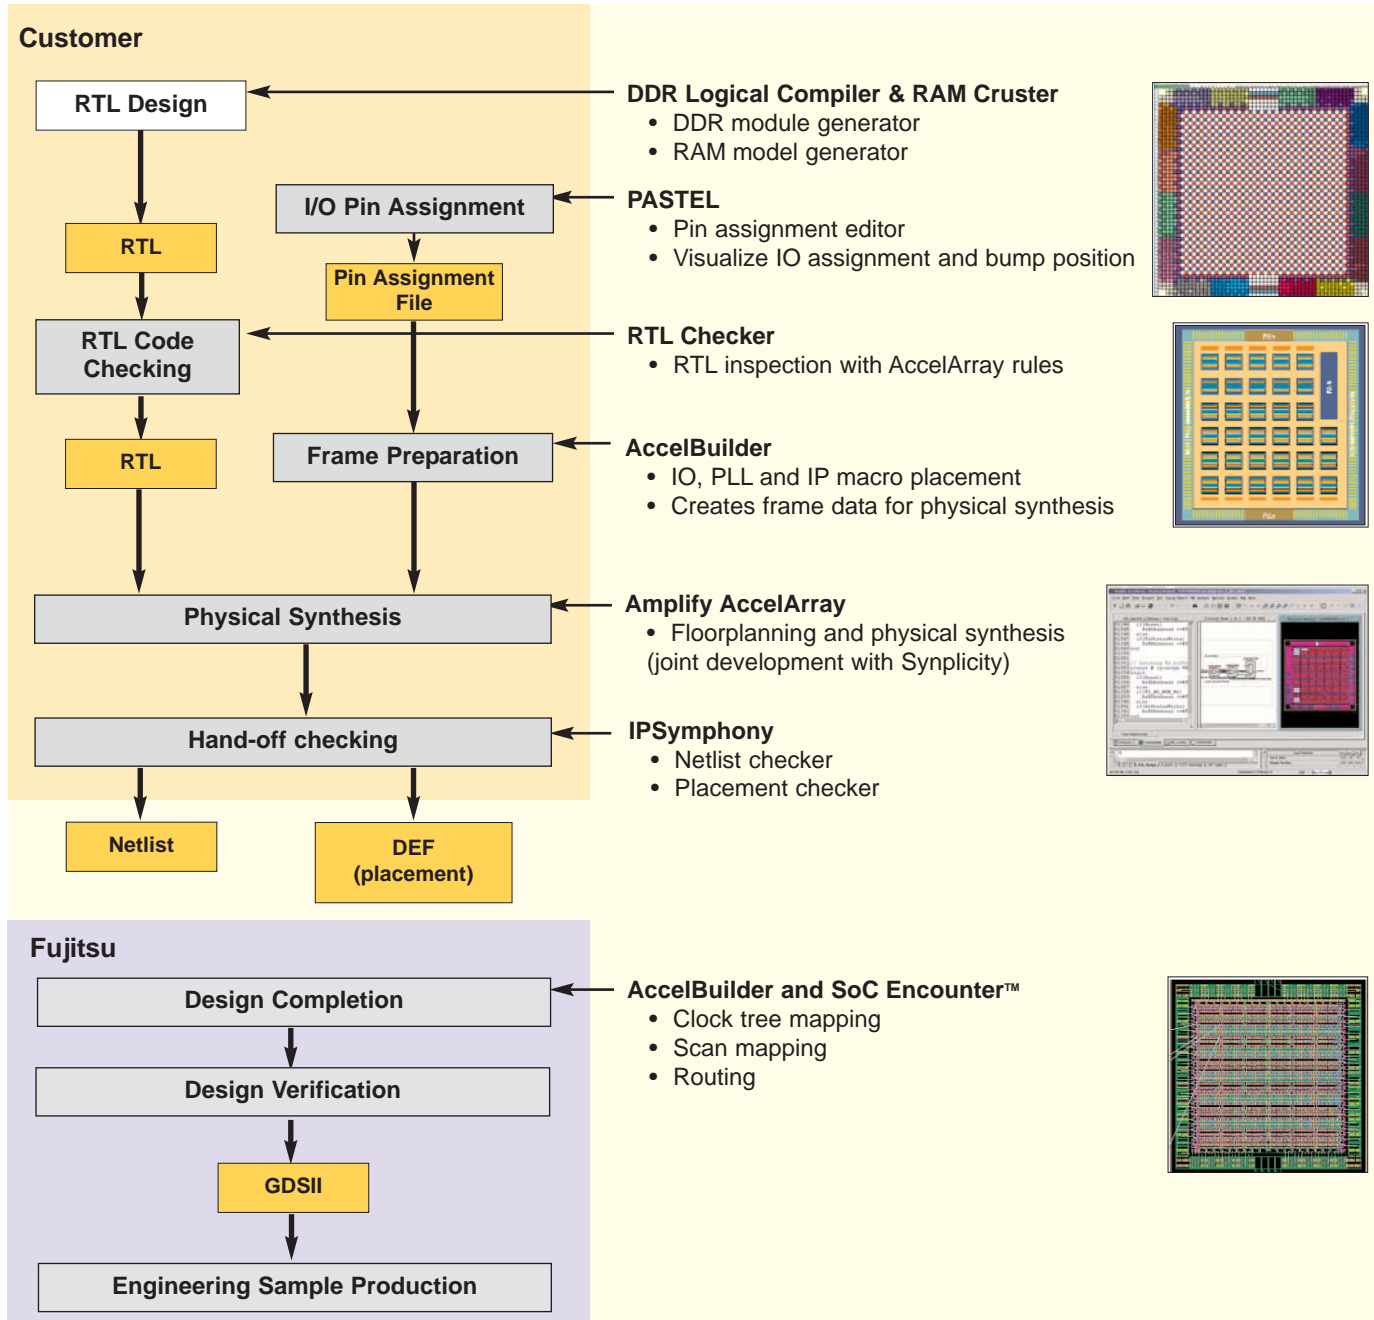 Customer
RTL Design
DDR Logical Compiler & RAM Cruster
• DDR module generator
• RAM model generator
I/O Pin Assignment
PASTEL
• Pin assignment editor
• Visualize IO assignment and bump position
RTL
Pin Assignment
File
RTL Code
Checking
RTL Checker
• RTL inspection with AccelArray rules
RTL
Frame Preparation
AccelBuilder
• IO, PLL and IP macro placement
• Creates frame data for physical synthesis
Physical Synthesis
Amplify AccelArray
• Floorplanning and physical synthesis
(joint development with Synplicity)
Hand-off checking
IPSymphony
• Netlist checker
• Placement checker
Netlist
DEF
(placement)
Fujitsu
Design Completion
AccelBuilder and SoC Encounter™
• Clock tree mapping
• Scan mapping
• Routing
Design Verification
GDSII
Engineering Sample Production